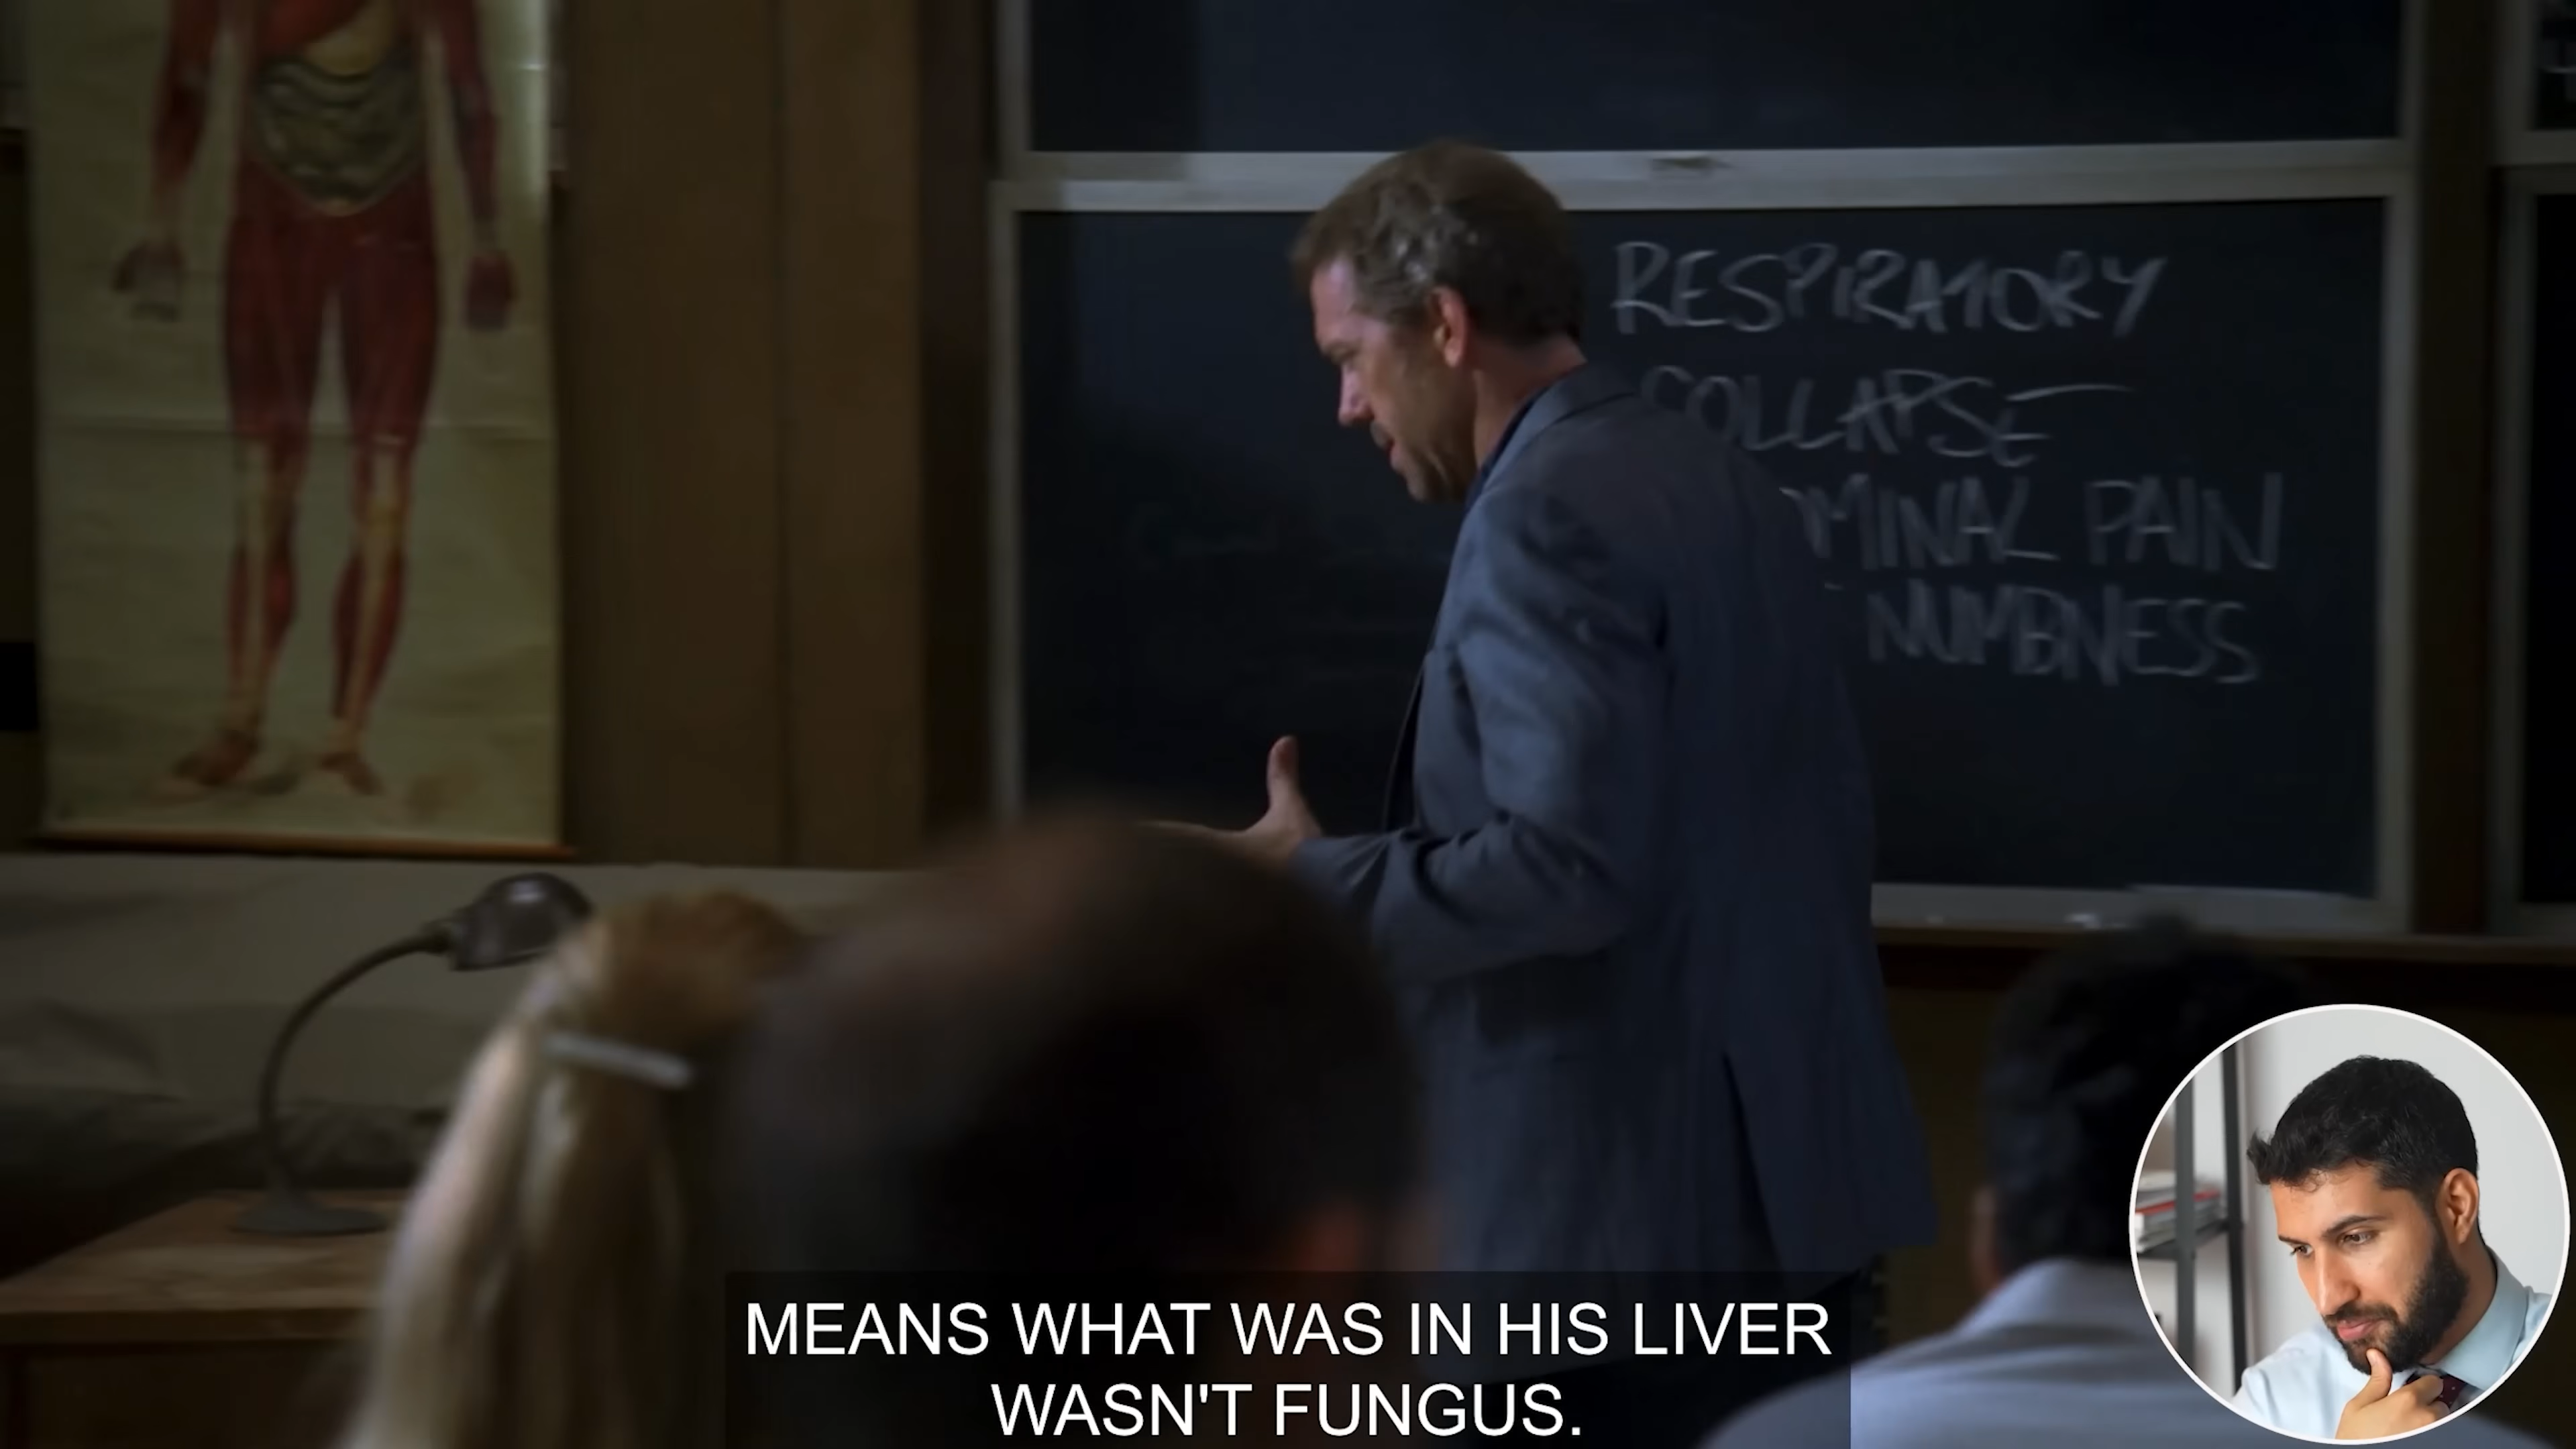 RESPIRATORY
COLLAPSE
MINAL PAIN
NUMBNESS
MEANS WHAT WAS IN HIS LIVER
WASN'T FUNGUS.